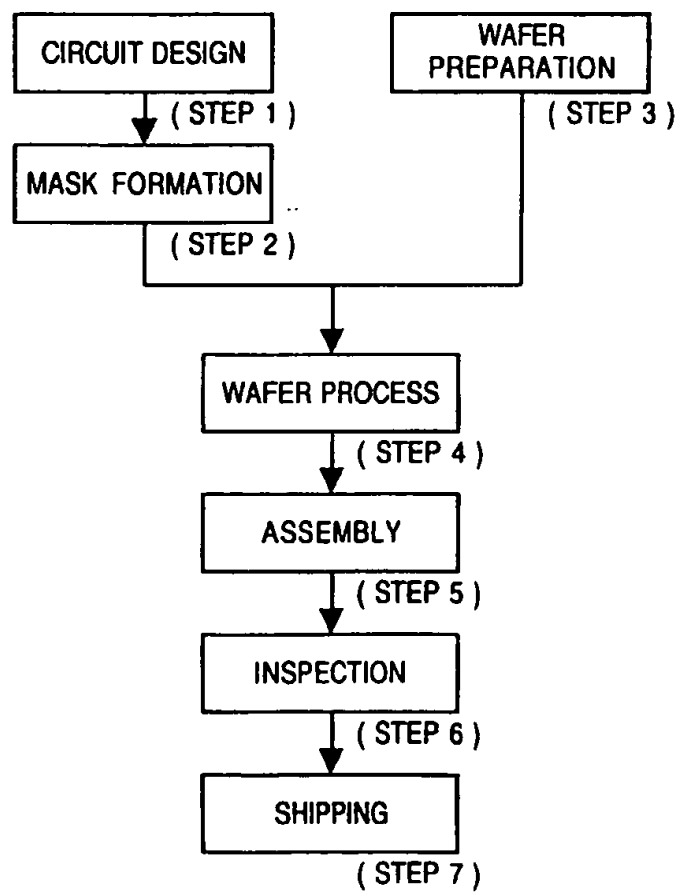 CIRCUIT DESIGN
( STEP 1 )
MASK FORMATION
( STEP 2 )
WAFER
PREPARATION
( STEP 3 )
WAFER PROCESS
( STEP 4 )
ASSEMBLY
( STEP 5 )
INSPECTION
( STEP 6 )
SHIPPING
( STEP 7 )